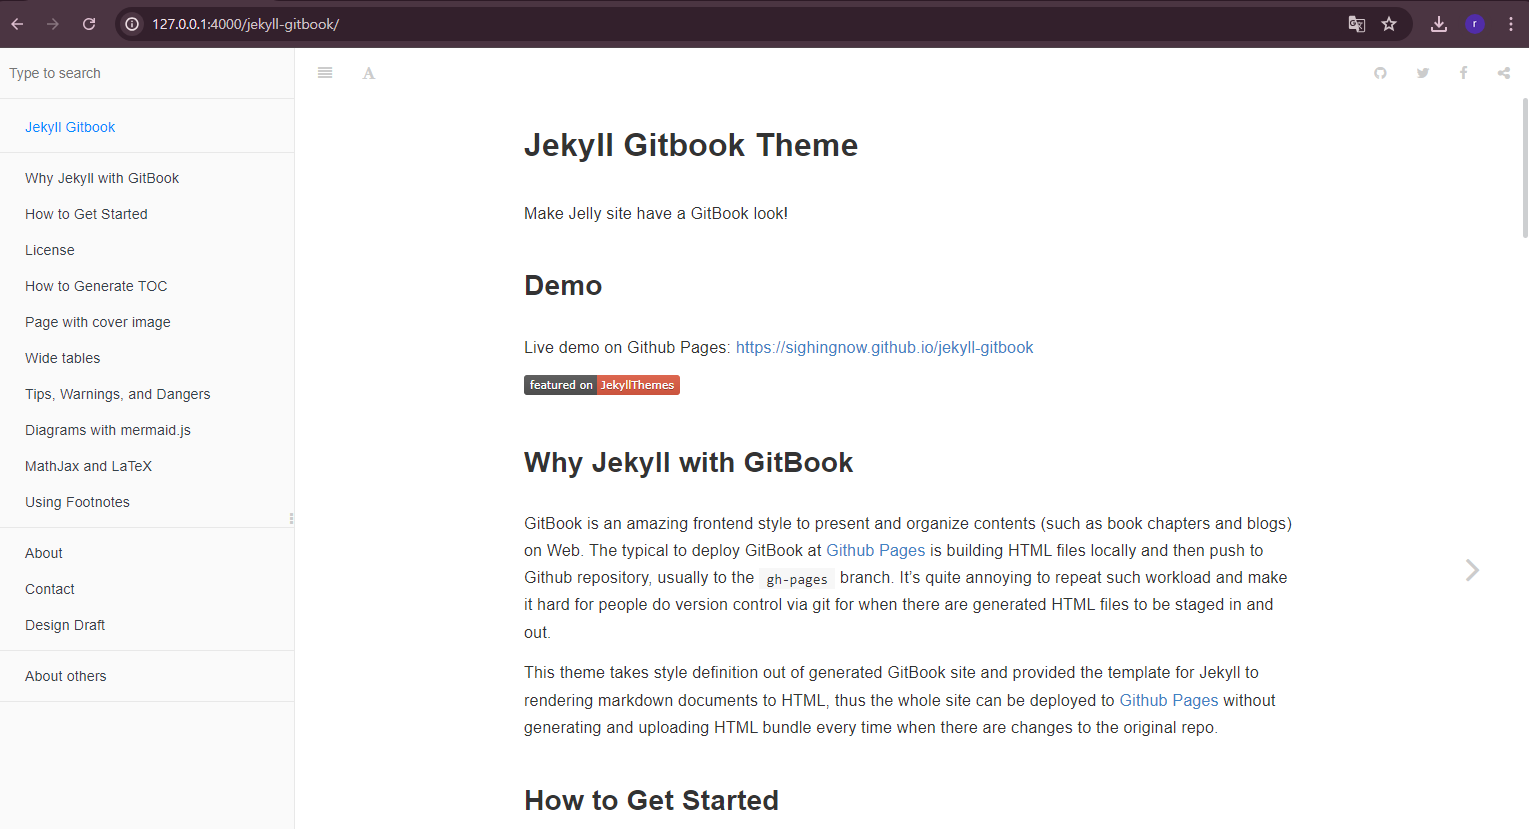 127.0.0.1:4000/jekyll-gitbook/
r
Type to search
Jekyll Gitbook
Why Jekyll with GitBook
How to Get Started
License
How to Generate TOC
Page with cover image
Wide tables
Tips, Warnings, and Dangers
Diagrams with mermaid.js
MathJax and LaTeX
Using Footnotes
About
Contact
Design Draft
About others
A
Jekyll Gitbook Theme
Make Jelly site have a GitBook look!
Demo
Live demo on Github Pages: https://sighingnow.github.io/jekyll-gitbook
featured on JekyllThemes
Why Jekyll with GitBook
GitBook is an amazing frontend style to present and organize contents (such as book chapters and blogs)
on Web. The typical to deploy GitBook at Github Pages is building HTML files locally and then push to
Github repository, usually to the gh-pages branch. It’s quite annoying to repeat such workload and make
it hard for people do version control via git for when there are generated HTML files to be staged in and
out.
This theme takes style definition out of generated GitBook site and provided the template for Jekyll to
rendering markdown documents to HTML, thus the whole site can be deployed to Github Pages without
generating and uploading HTML bundle every time when there are changes to the original repo.
How to Get Started